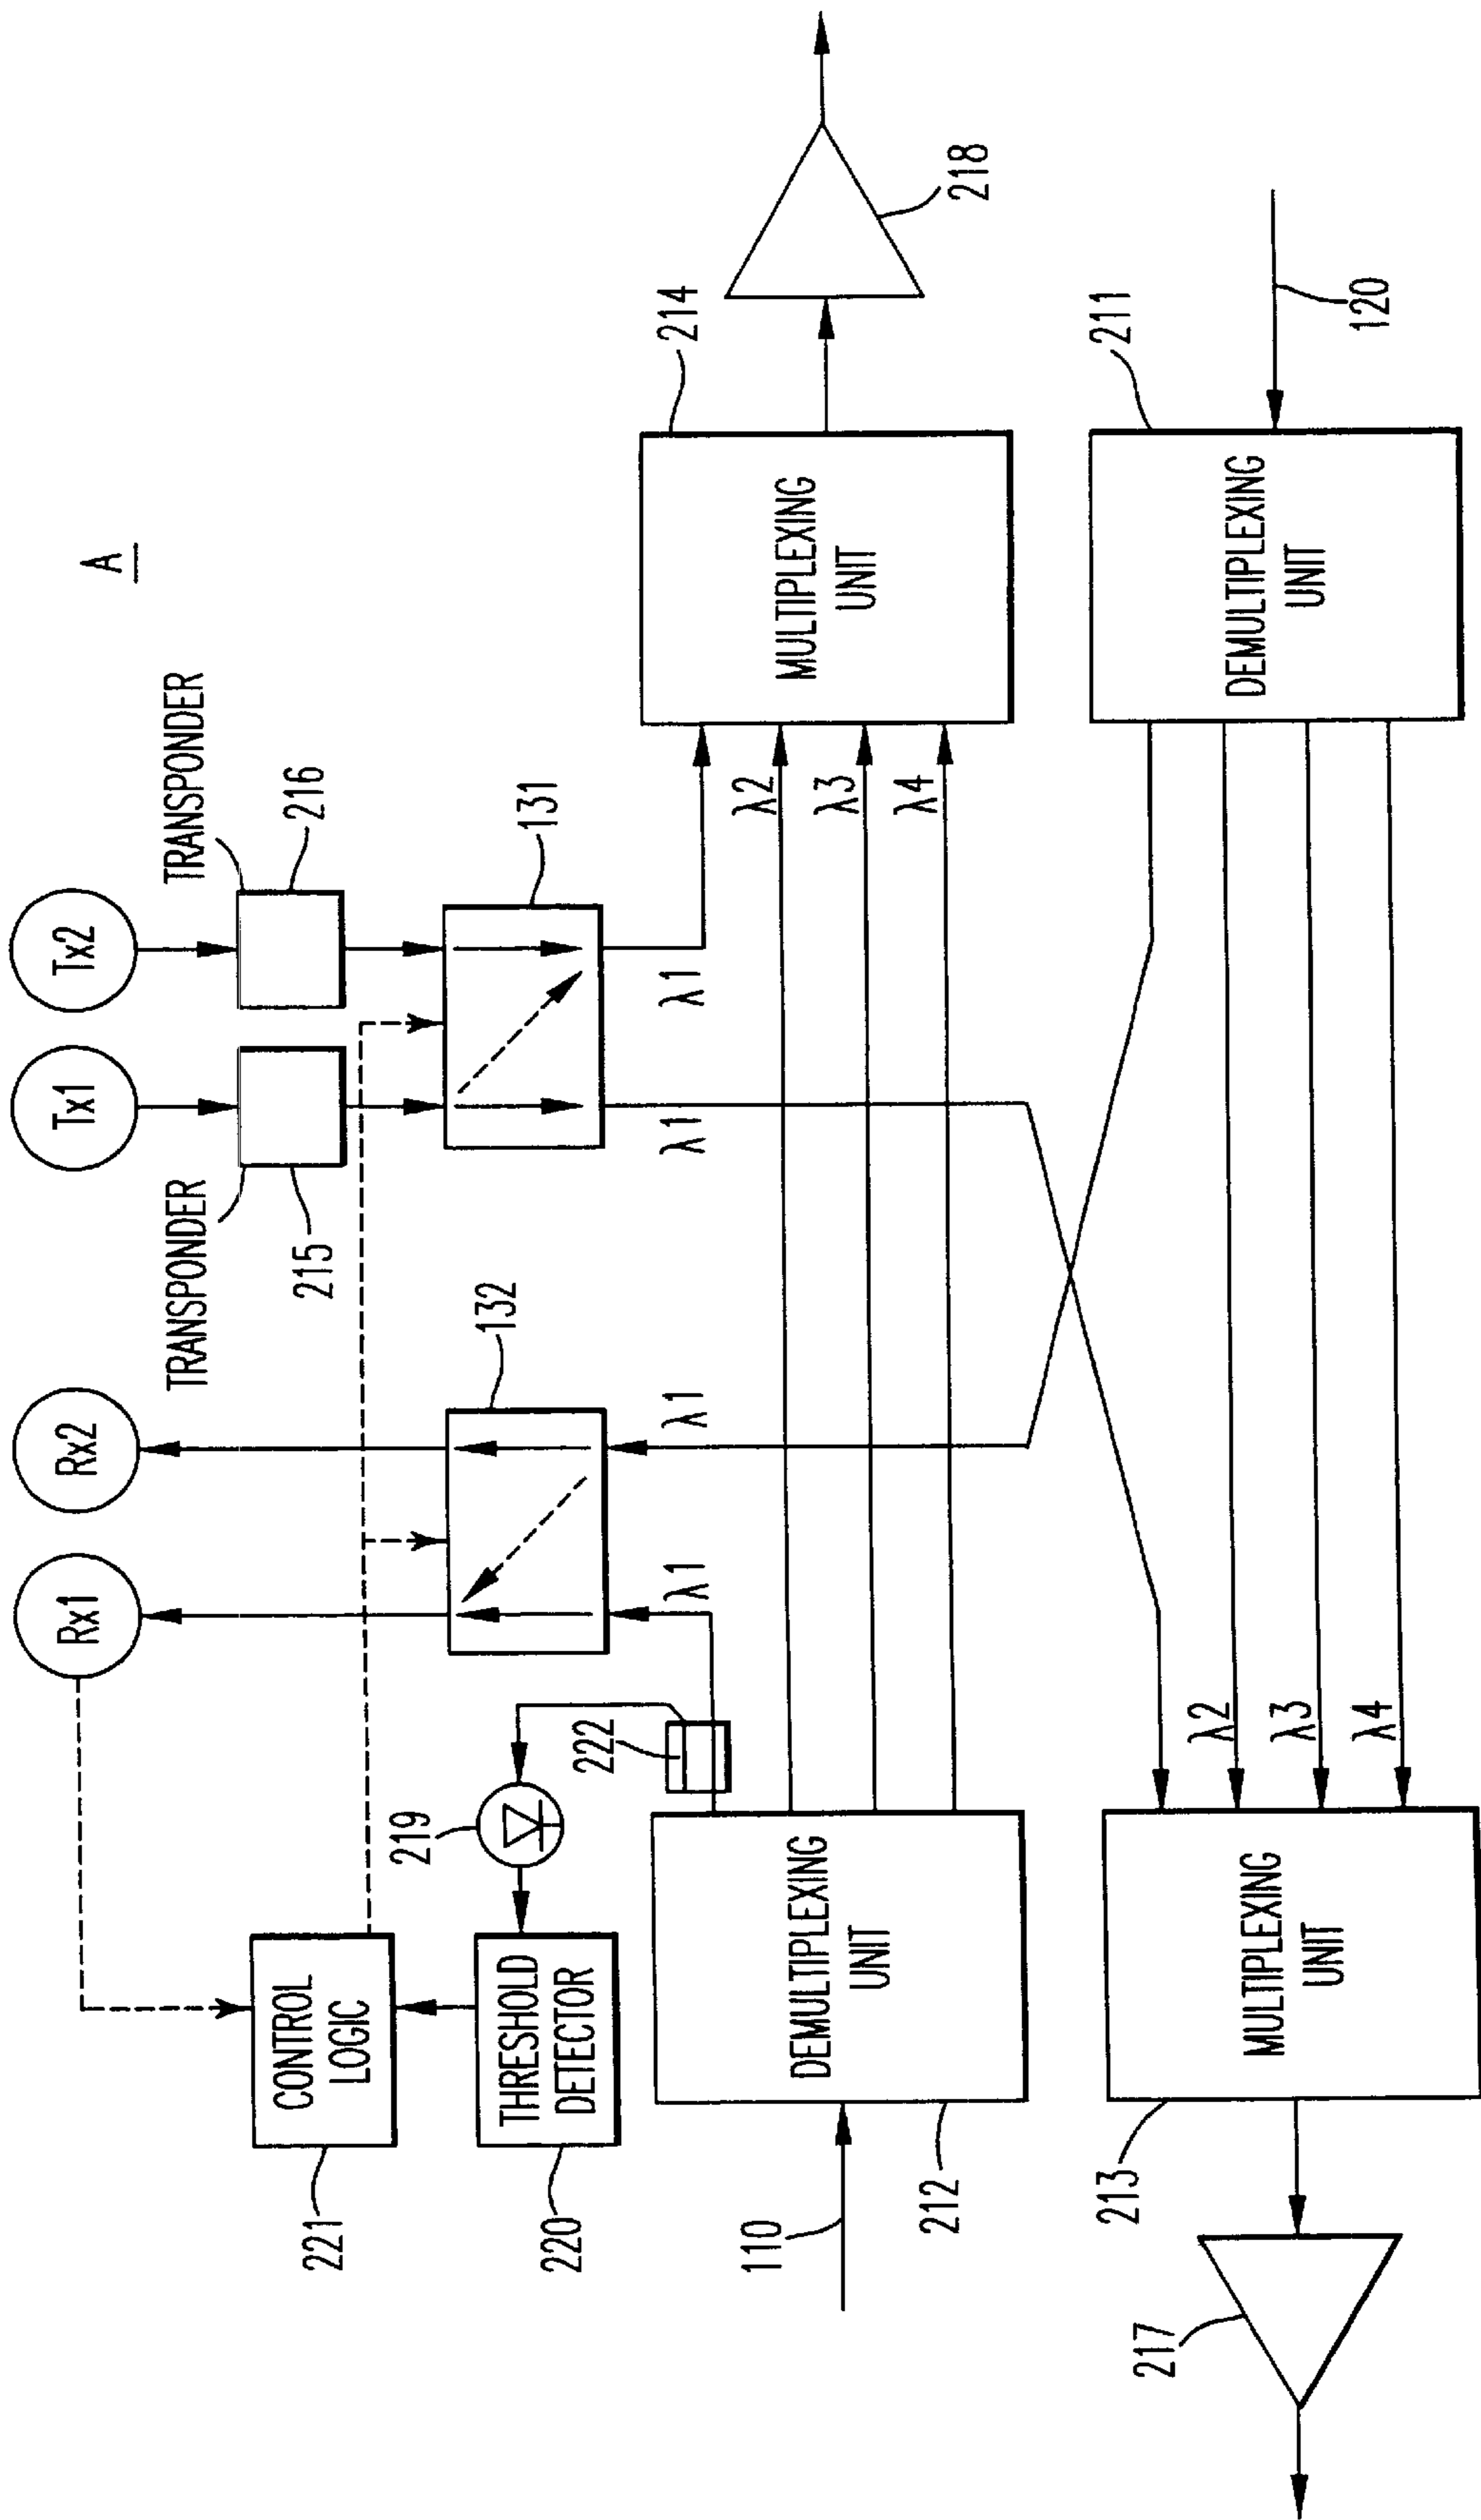 A
Rx1
Rx2
Tx1
Tx2
TRANSPONDER
TRANSPONDER
215
216
CONTROL
LOGIC
221
132
131
219
THRESHOLD
DETECTOR
220
222
λ1
λ1
λ1
λ1
214
λ2
λ3
λ4
110
DEMULTIPLEXING
UNIT
212
MULTIPLEXING
UNIT
218
211
213
MULTIPLEXING
UNIT
λ2
λ3
λ4
DEMULTIPLEXING
UNIT
217
120